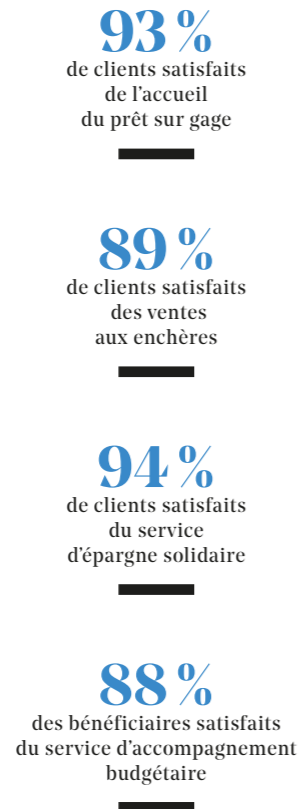 93 %
de clients satisfaits
de l'accueil
du prêt sur gage
89 %
de clients satisfaits
des ventes
aux enchères
94 %
de clients satisfaits
du service
d'épargne solidaire
88 %
des bénéficiaires satisfaits
du service d'accompagnement
budgétaire